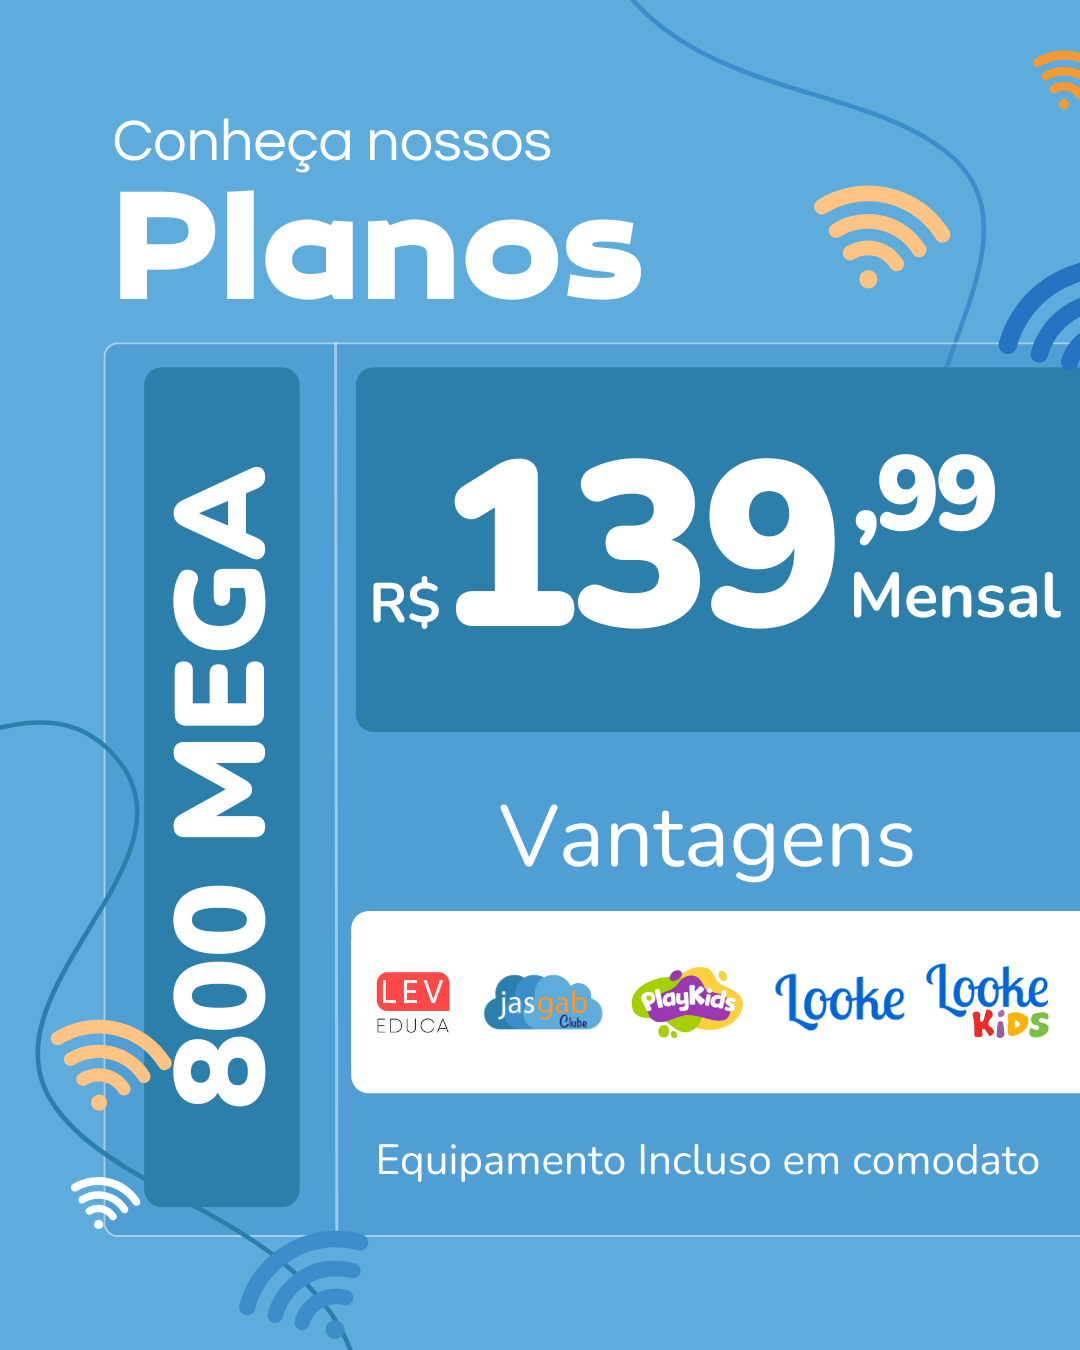 Conheça nossos
Planos
800 MEGA
R$ 139,99
Mensal
Vantagens
LEV
EDUCA
jasgab
Clube
PlayKids
Looke
Looke
KiDS
Equipamento Incluso em comodato